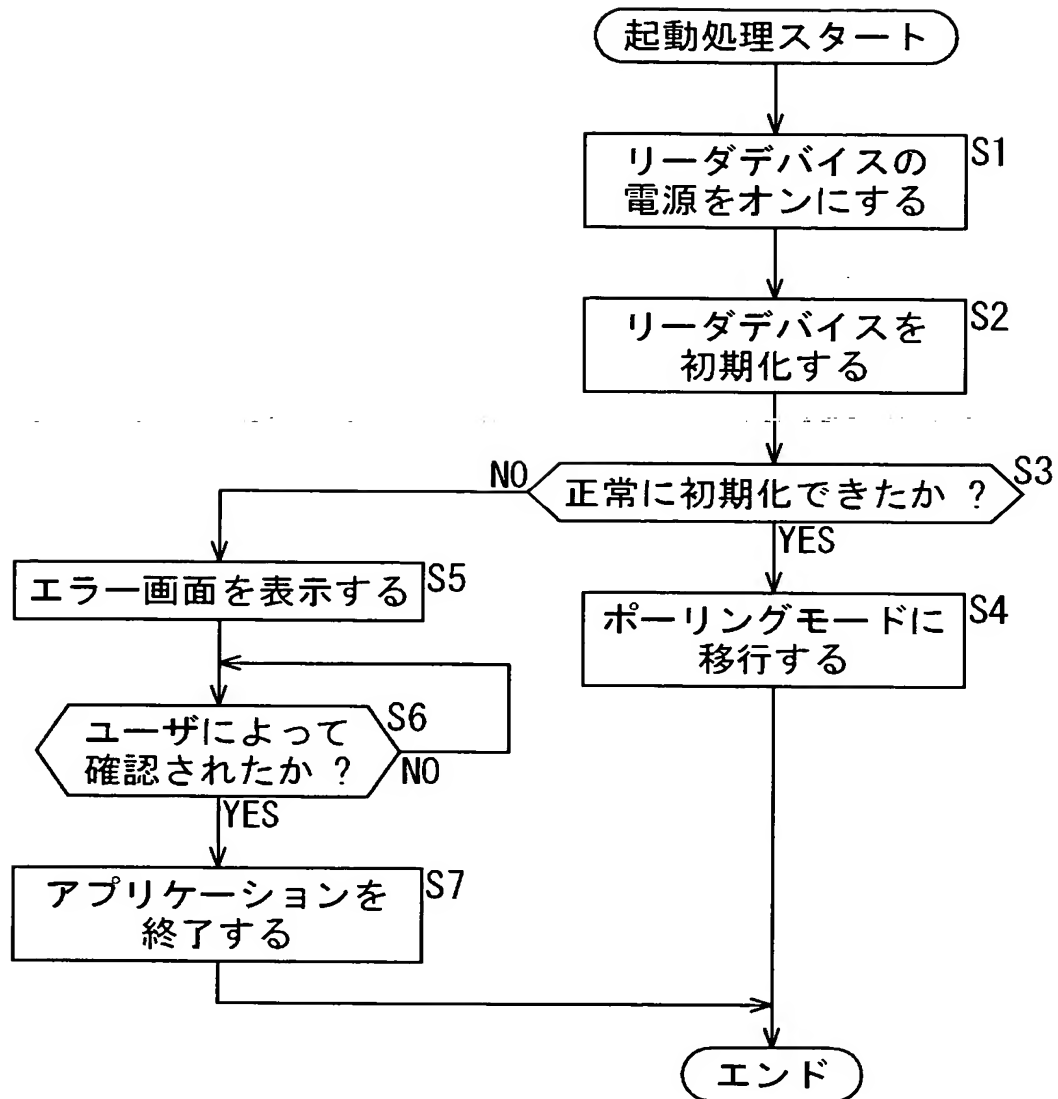 起動処理スタート
リーダデバイスの
電源をオンにする
S1
リーダデバイスを
初期化する
S2
正常に初期化できたか ?
S3
NO
YES
エラー画面を表示する
S5
ポーリングモードに
移行する
S4
ユーザによって
確認されたか ?
S6
NO
YES
アプリケーションを
終了する
S7
エンド